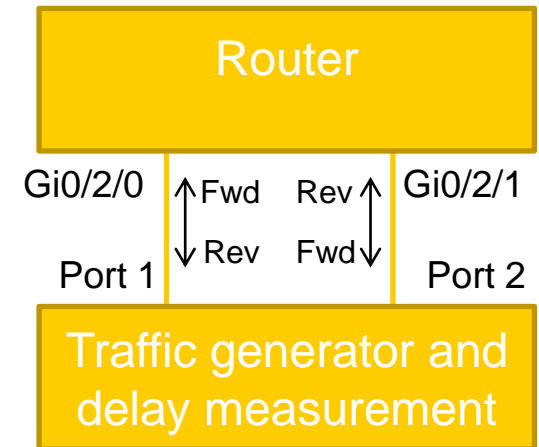 Router
Gi0/2/0 Fwd Rev Gi0/2/1
Rev Fwd
Port 1 Port 2
Traffic generator and
delay measurement